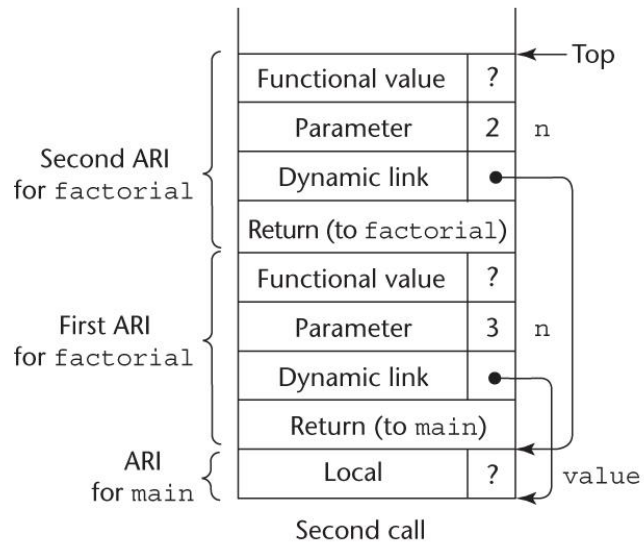 Top
Functional value ?
Parameter 2 n
Second ARI
for factorial
Dynamic link
Return (to factorial)
Functional value ?
First ARI
for factorial
Parameter 3 n
Dynamic link
Return (to main)
ARI
for main
Local ? value
Second call